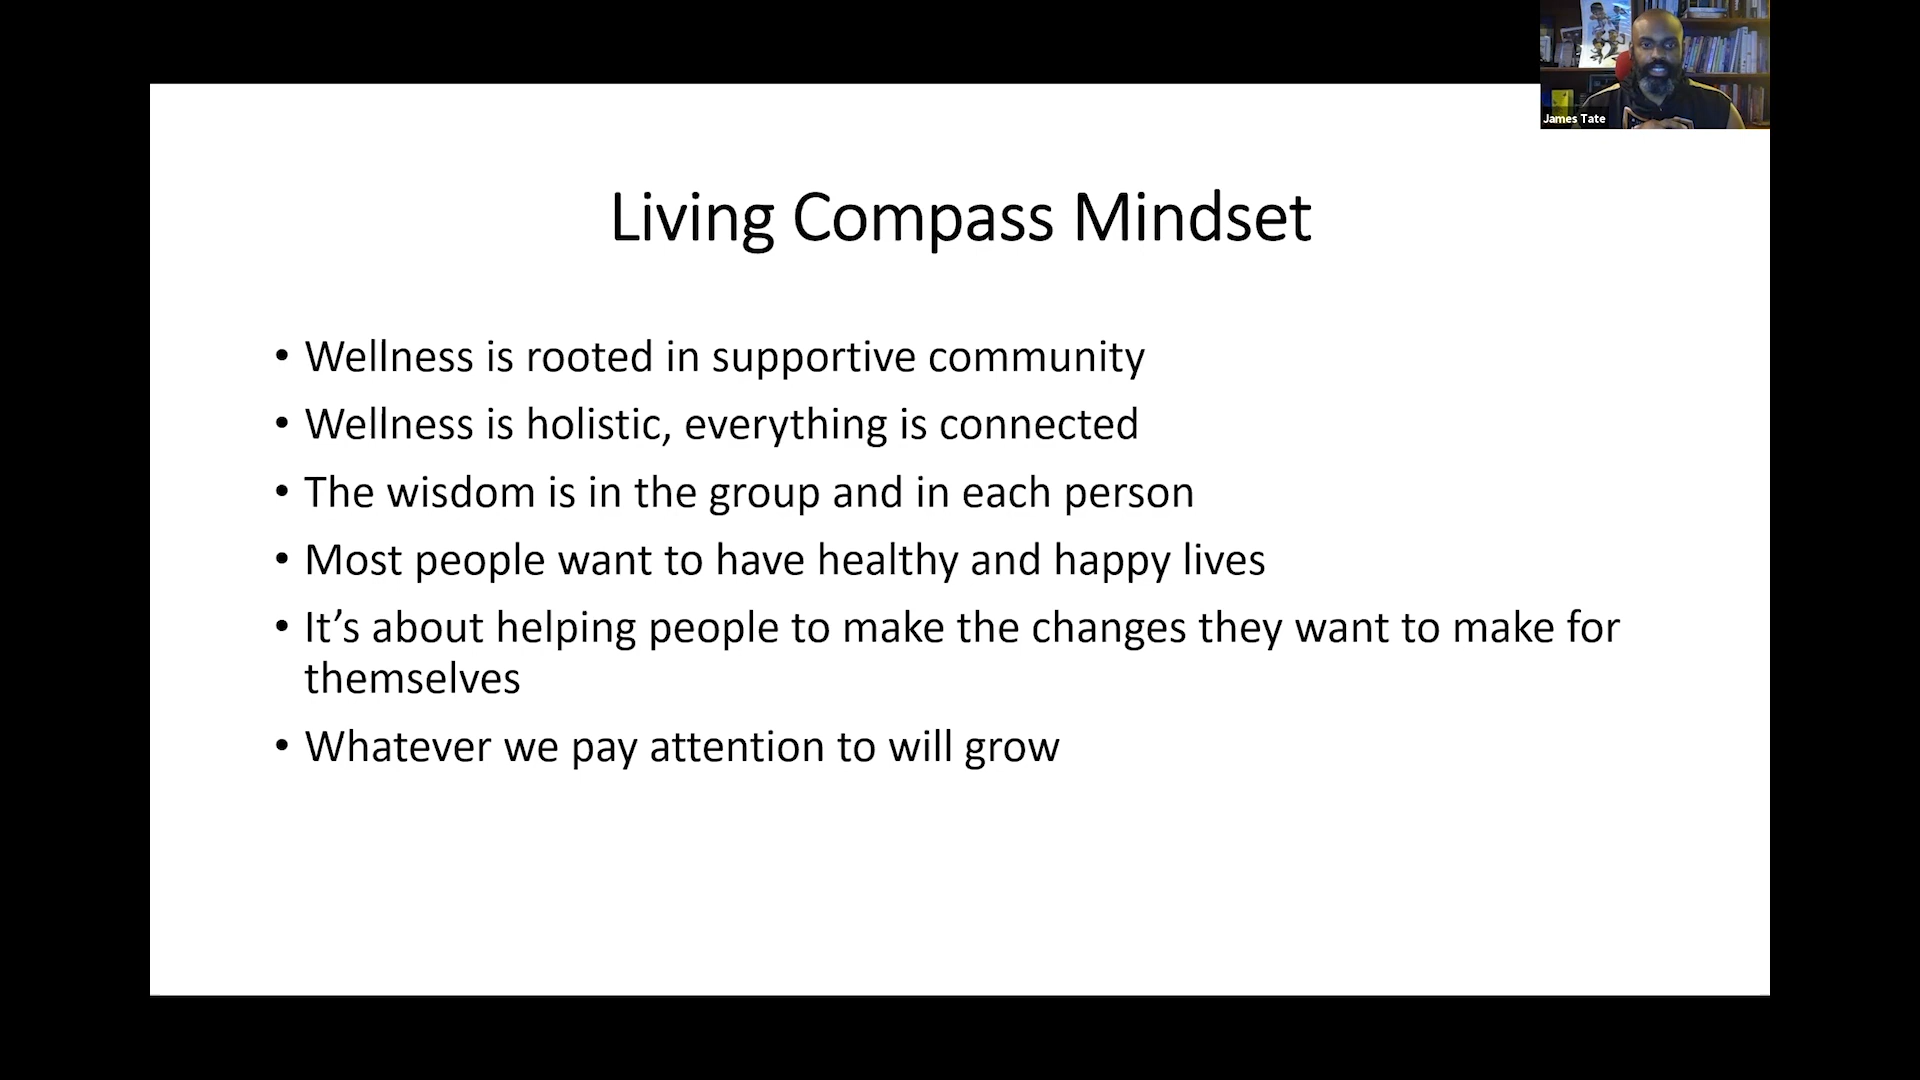 James Tate
Living Compass Mindset
• Wellness is rooted in supportive community
• Wellness is holistic, everything is connected
• The wisdom is in the group and in each person
• Most people want to have healthy and happy lives
• It’s about helping people to make the changes they want to make for
themselves
• Whatever we pay attention to will grow